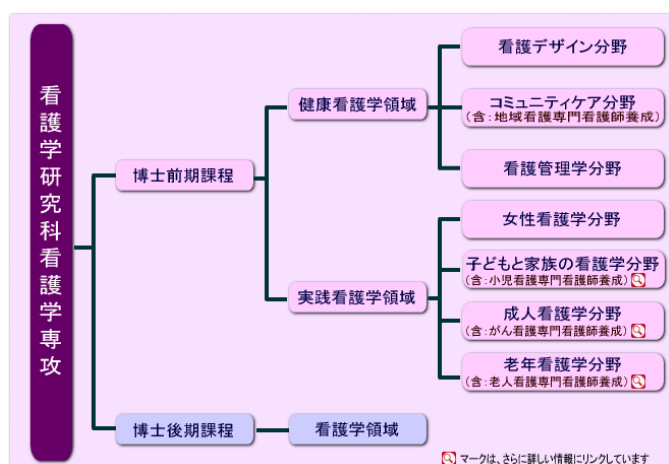 看護学研究科看護学専攻
博士前期課程
健康看護学領域
看護デザイン分野
コミュニティケア分野
(含:地域看護専門看護師養成)
看護管理学分野
実践看護学領域
女性看護学分野
子どもと家族の看護学分野
(含:小児看護専門看護師養成)
成人看護学分野
(含:がん看護専門看護師養成)
老年看護学分野
(含:老人看護専門看護師養成)
博士後期課程
看護学領域
マークは、さらに詳しい情報にリンクしています